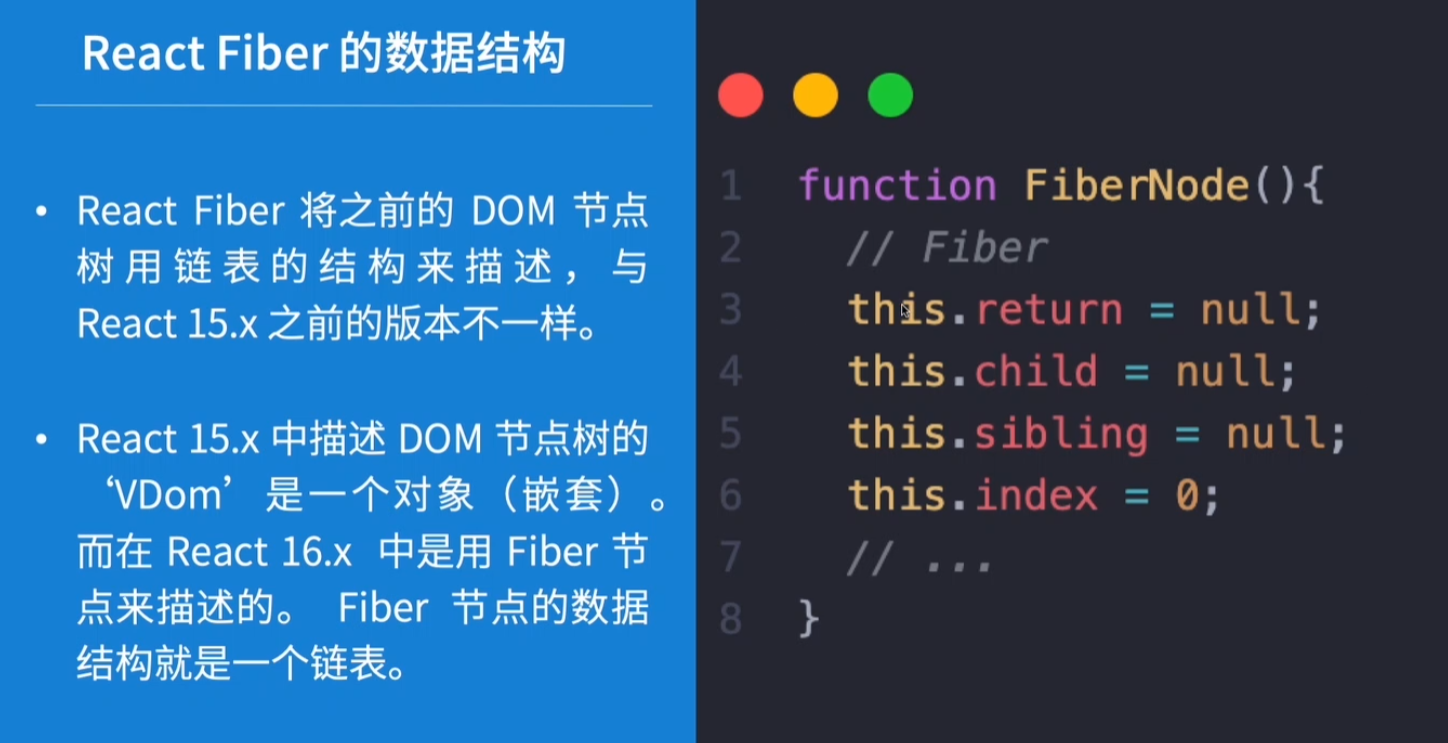 React Fiber 的数据结构
• React Fiber 将之前的 DOM 节点
树用链表的结构来描述，与
React 15.x 之前的版本不一样。
• React 15.x 中描述 DOM 节点树的
‘VDom’ 是一个对象（嵌套）。
而在 React 16.x 中是用 Fiber 节
点来描述的。 Fiber 节点的数据
结构就是一个链表。
1 function FiberNode(){
2 // Fiber
3 this.return = null;
4 this.child = null;
5 this.sibling = null;
6 this.index = 0;
7 // ...
8 }